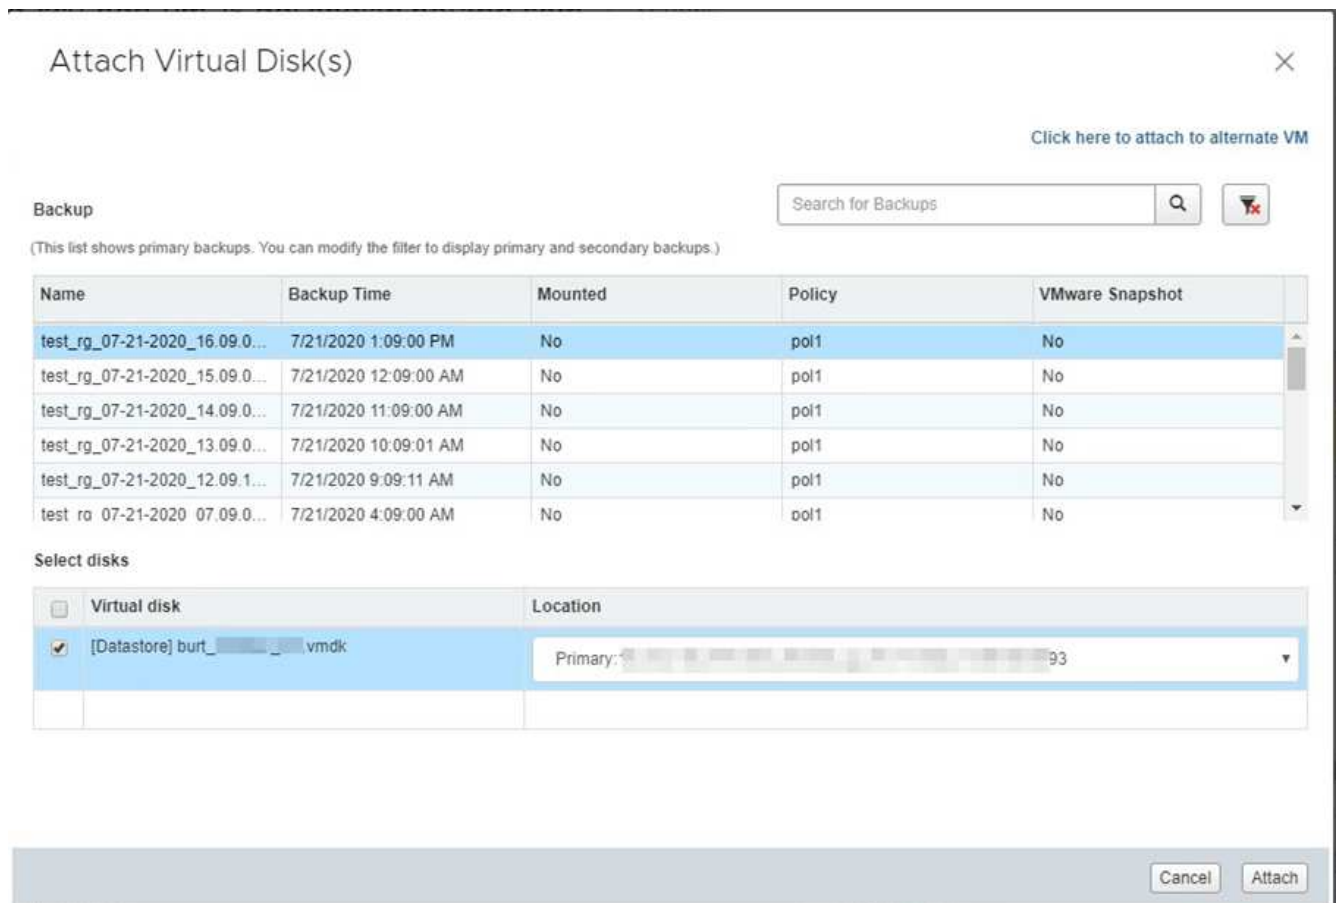 Attach Virtual Disk(s)
Click here to attach to alternate VM
Backup
Search for Backups
(This list shows primary backups. You can modify the filter to display primary and secondary backups.)
Name Backup Time Mounted Policy VMware Snapshot
test_rg_07-21-2020_16.09.0... 7/21/2020 1:09:00 PM No pol1 No
test_rg_07-21-2020_15.09.0... 7/21/2020 12:09:00 AM No pol1 No
test_rg_07-21-2020_14.09.0... 7/21/2020 11:09:00 AM No pol1 No
test_rg_07-21-2020_13.09.0... 7/21/2020 10:09:01 AM No pol1 No
test_rg_07-21-2020_12.09.1... 7/21/2020 9:09:11 AM No pol1 No
test_rg_07-21-2020_07.09.0... 7/21/2020 4:09:00 AM No pol1 No
Select disks
Virtual disk Location
[Datastore] burt_ _ .vmdk Primary: 93
Cancel Attach